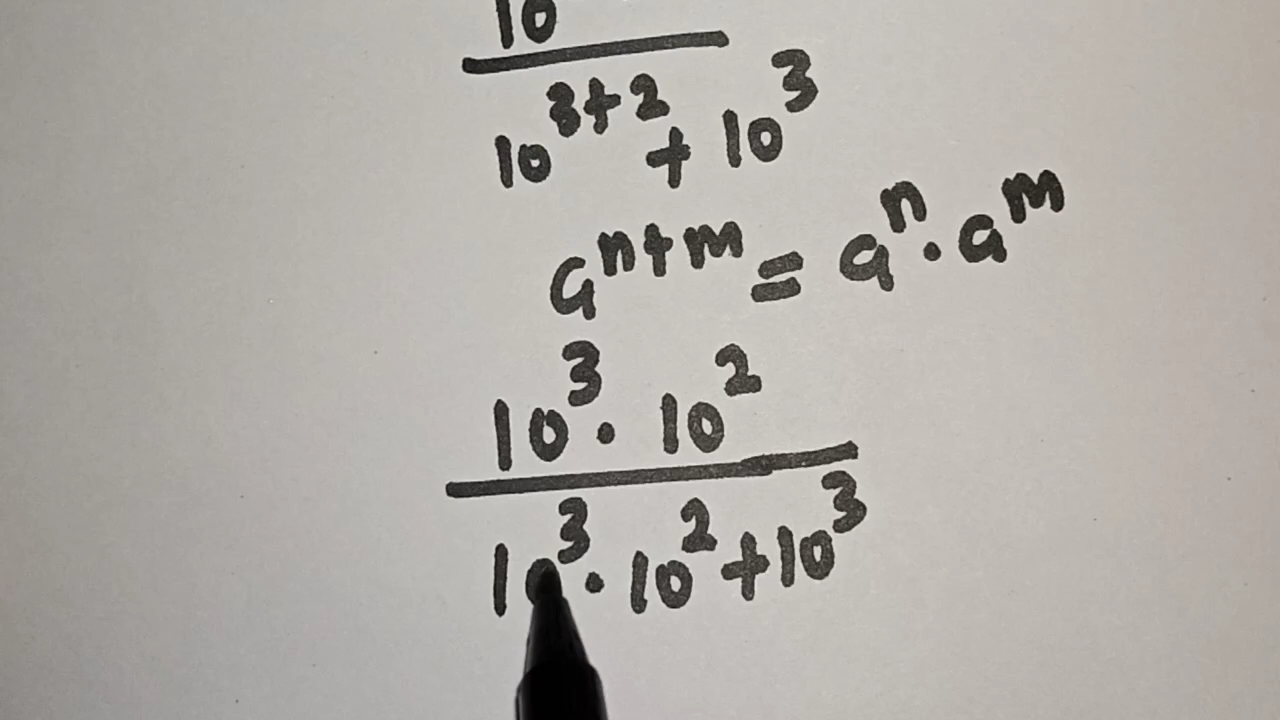 10
10^{3+2} + 10^3
a^{n+m} = a^n · a^m
10^3 · 10^2
10^3 · 10^2 + 10^3